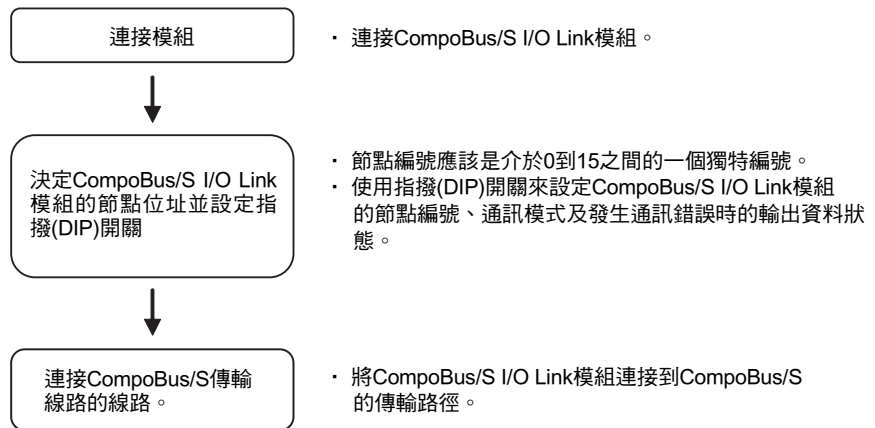 連接模組
・ 連接CompoBus/S I/O Link模組。
決定CompoBus/S I/O Link
模組的節點位址並設定指
撥(DIP)開關
・ 節點編號應該是介於0到15之間的一個獨特編號。
・ 使用指撥(DIP)開關來設定CompoBus/S I/O Link模組
的節點編號、通訊模式及發生通訊錯誤時的輸出資料狀
態。
連接CompoBus/S傳輸
線路的線路。
・ 將CompoBus/S I/O Link模組連接到CompoBus/S
的傳輸路徑。